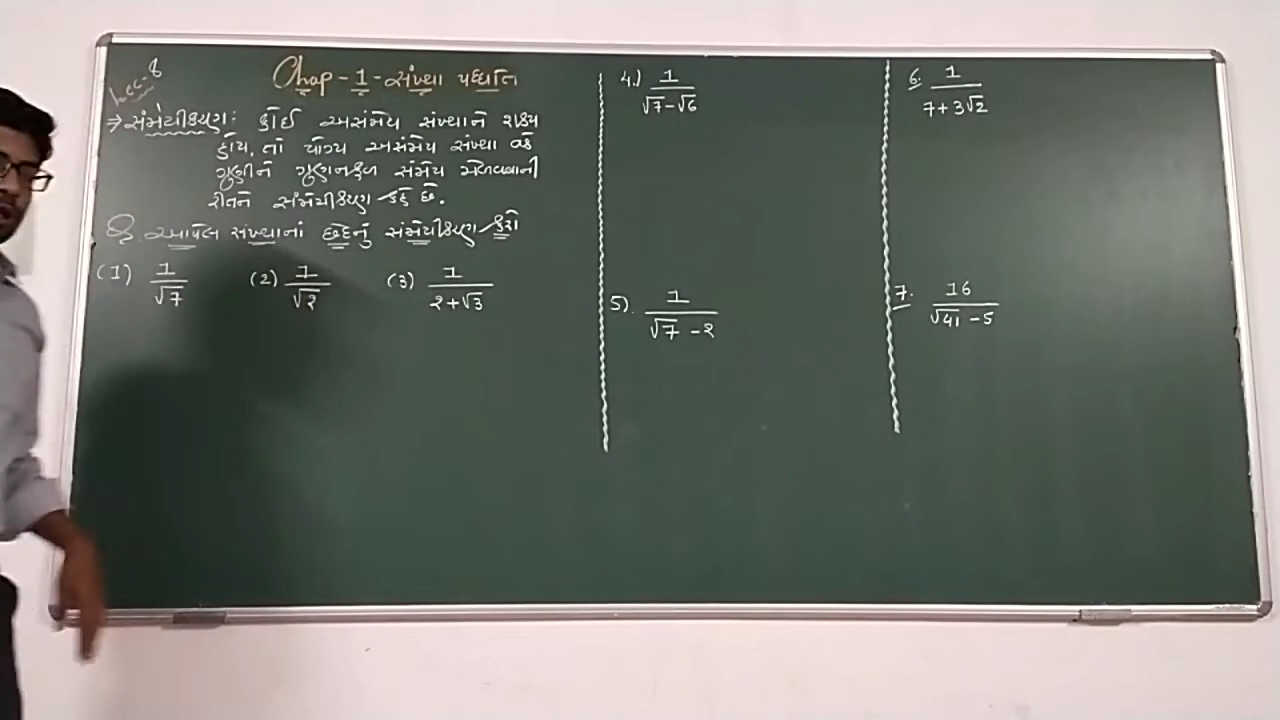 Lec-8
Chap-1-સંખ્યા પધ્ધતિ
→ સંમેયીકરણ: કોઈ અસંમેય સંખ્યાને શક્ય
હોય, તો યોગ્ય અસંમેય સંખ્યા વડે
ગુણીને ગુણનફળ સંમેય મેળવવાની
રીતને સંમેયીકરણ કહે છે.
આપેલ સંખ્યાનાં છેદનું સંમેયીકરણ કરો
(1) 1/√7 (2) 1/√2 (3) 1/(2+√3)
4.) 1/(√7-√6)
5). 1/(√7-2)
6. 1/(7+3√2)
7. 16/(√41-5)